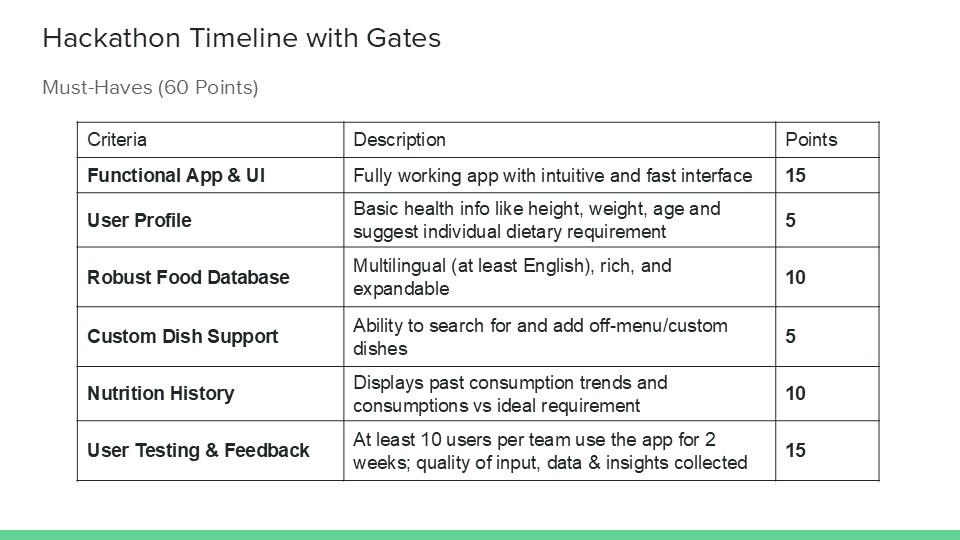 Hackathon Timeline with Gates
Must-Haves (60 Points)
Criteria Description Points
Functional App & UI Fully working app with intuitive and fast interface 15
User Profile Basic health info like height, weight, age and
suggest individual dietary requirement 5
Robust Food Database Multilingual (at least English), rich, and
expandable 10
Custom Dish Support Ability to search for and add off-menu/custom
dishes 5
Nutrition History Displays past consumption trends and
consumptions vs ideal requirement 10
User Testing & Feedback At least 10 users per team use the app for 2
weeks; quality of input, data & insights collected 15